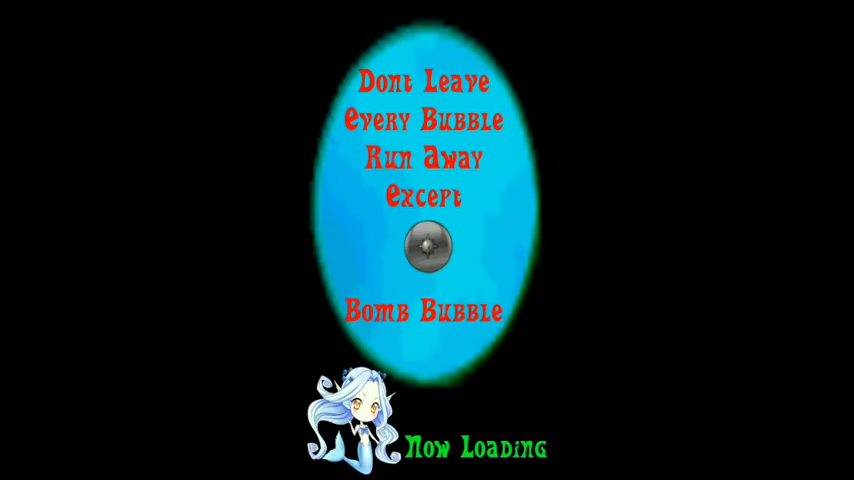 Dont Leave
Every Bubble
Run Away
Except
Bomb Bubble
Now Loading